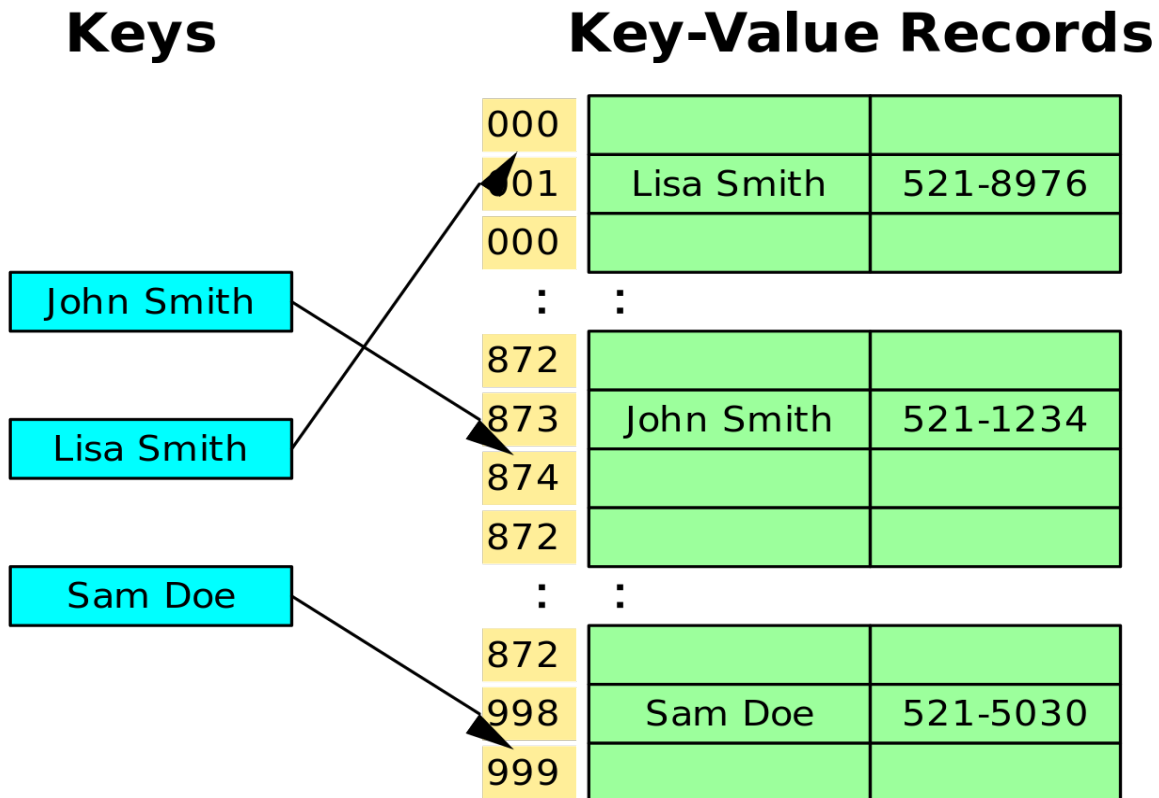 Keys
Key-Value Records
000
001 Lisa Smith 521-8976
000
John Smith
: :
872
873 John Smith 521-1234
Lisa Smith
874
872
Sam Doe
: :
872
998 Sam Doe 521-5030
999